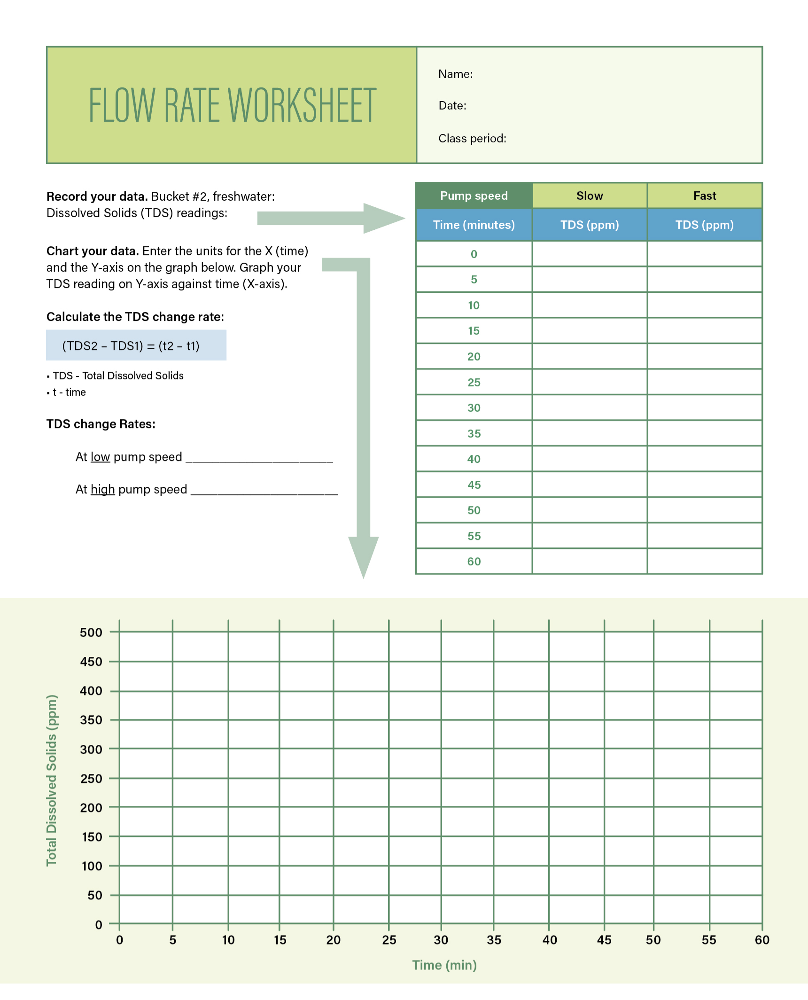 FLOW RATE WORKSHEET
Name:
Date:
Class period:
Record your data. Bucket #2, freshwater:
Dissolved Solids (TDS) readings:
Chart your data. Enter the units for the X (time)
and the Y-axis on the graph below. Graph your
TDS reading on Y-axis against time (X-axis).
Calculate the TDS change rate:
(TDS2 – TDS1) = (t2 – t1)
▪ TDS - Total Dissolved Solids
▪ t - time
TDS change Rates:
At low pump speed ______________________
At high pump speed ______________________
Pump speed Slow Fast
Time (minutes) TDS (ppm) TDS (ppm)
0
5
10
15
20
25
30
35
40
45
50
55
60
Total Dissolved Solids (ppm)
500
450
400
350
300
250
200
150
100
50
0
0 5 10 15 20 25 30 35 40 45 50 55 60
Time (min)